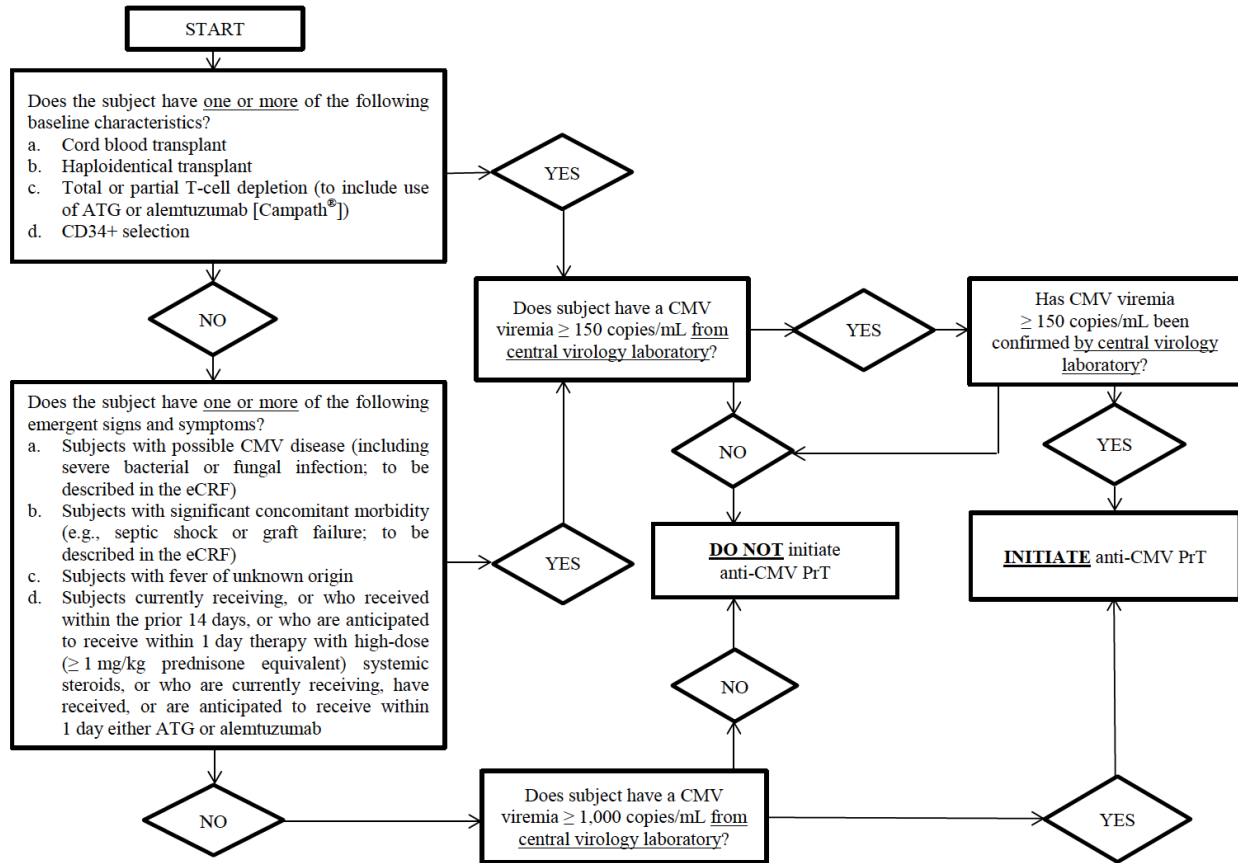 START
Does the subject have one or more of the following
baseline characteristics?
a. Cord blood transplant
b. Haploidentical transplant
c. Total or partial T-cell depletion (to include use
of ATG or alemtuzumab [Campath®])
d. CD34+ selection
YES
NO
Does subject have a CMV
viremia ≥ 150 copies/mL from
central virology laboratory?
YES
Has CMV viremia
≥ 150 copies/mL been
confirmed by central virology
laboratory?
Does the subject have one or more of the following
emergent signs and symptoms?
a. Subjects with possible CMV disease (including
severe bacterial or fungal infection; to be
described in the eCRF)
b. Subjects with significant concomitant morbidity
(e.g., septic shock or graft failure; to be
described in the eCRF)
c. Subjects with fever of unknown origin
d. Subjects currently receiving, or who received
within the prior 14 days, or who are anticipated
to receive within 1 day therapy with high-dose
(≥ 1 mg/kg prednisone equivalent) systemic
steroids, or who are currently receiving, have
received, or are anticipated to receive within
1 day either ATG or alemtuzumab
NO
YES
YES
DO NOT initiate
anti-CMV PrT
INITIATE anti-CMV PrT
NO
NO
Does subject have a CMV
viremia ≥ 1,000 copies/mL from
central virology laboratory?
YES